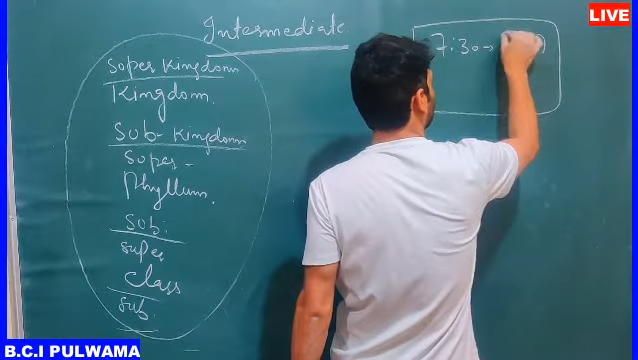 Intermediate
7:30→
LIVE
Super Kingdom
Kingdom.
Sub-Kingdom
Super-
Phyllum.
Sub.
super
Class
Sub.
B.C.I PULWAMA